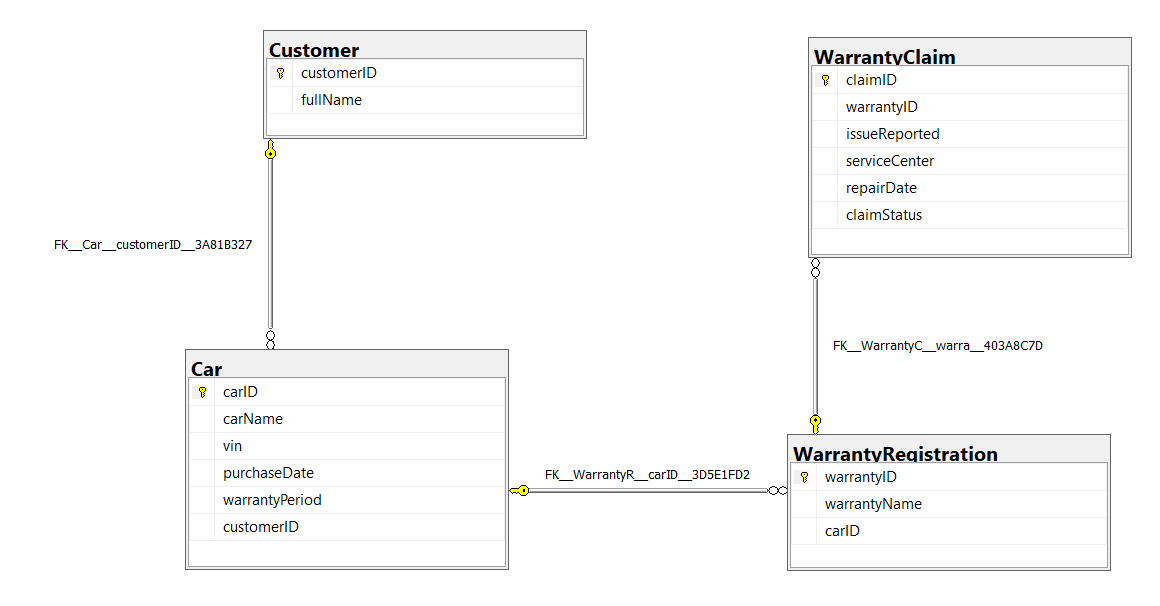 Customer
customerID
fullName
FK__Car__customerID__3A81B327
Car
carID
carName
vin
purchaseDate
warrantyPeriod
customerID
FK__WarrantyR__carID__3D5E1FD2
WarrantyClaim
claimID
warrantyID
issueReported
serviceCenter
repairDate
claimStatus
FK__WarrantyC__warra__403A8C7D
WarrantyRegistration
warrantyID
warrantyName
carID